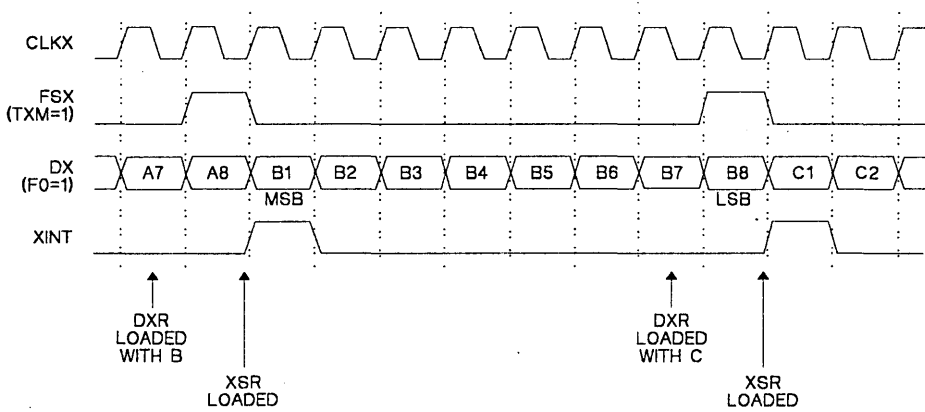 CLKX
FSX
(TXM=1)
DX
(F0=1)
A7 A8 B1 B2 B3 B4 B5 B6 B7 B8 C1 C2
MSB LSB
XINT
DXR
LOADED
WITH B
DXR
LOADED
WITH C
XSR
LOADED
XSR
LOADED